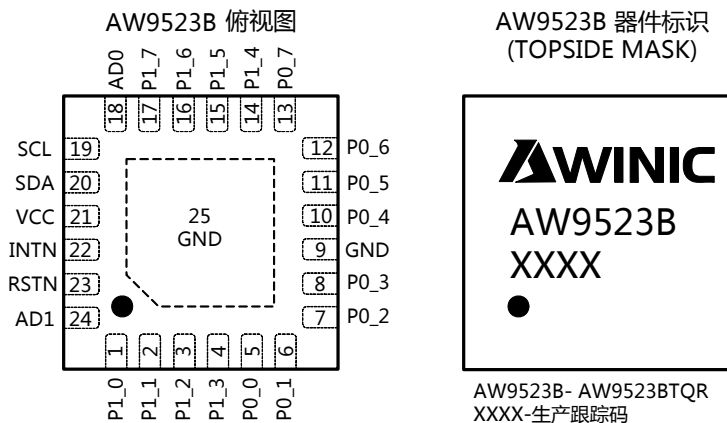 AW9523B 俯视图
AD0
P1_7
P1_6
P1_5
P1_4
P0_7
18
17
16
15
14
13
SCL 19
SDA 20
VCC 21
INTN 22
RSTN 23
AD1 24
25
GND
12 P0_6
11 P0_5
10 P0_4
9 GND
8 P0_3
7 P0_2
1
2
3
4
5
6
P1_0
P1_1
P1_2
P1_3
P0_0
P0_1
AW9523B 器件标识
(TOPSIDE MASK)
AWINIC
AW9523B
XXXX
AW9523B- AW9523BTQR
XXXX-生产跟踪码